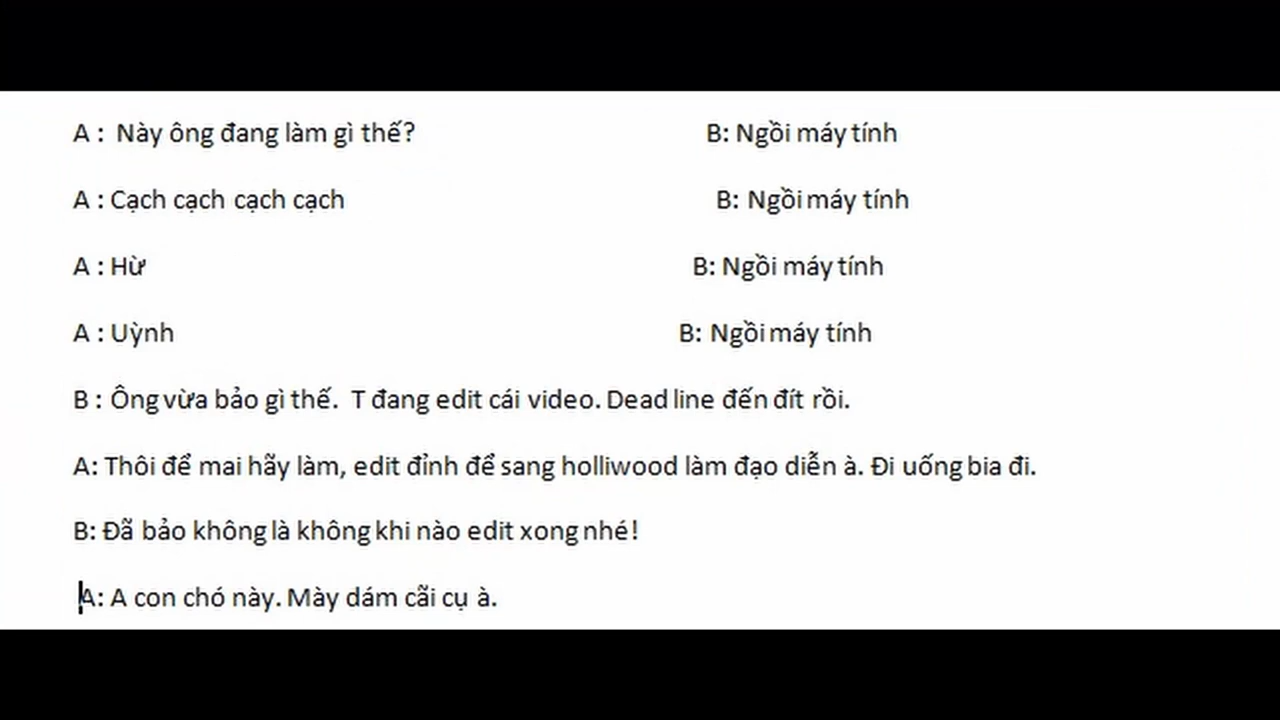 A : Này ông đang làm gì thế? B: Ngồi máy tính
A : Cạch cạch cạch cạch B: Ngồi máy tính
A : Hừ B: Ngồi máy tính
A : Uỳnh B: Ngồi máy tính
B : Ông vừa bảo gì thế. T đang edit cái video. Dead line đến đít rồi.
A: Thôi để mai hãy làm, edit đỉnh để sang holliwood làm đạo diễn à. Đi uống bia đi.
B: Đã bảo không là không khi nào edit xong nhé!
A: A con chó này. Mày dám cãi cụ à.